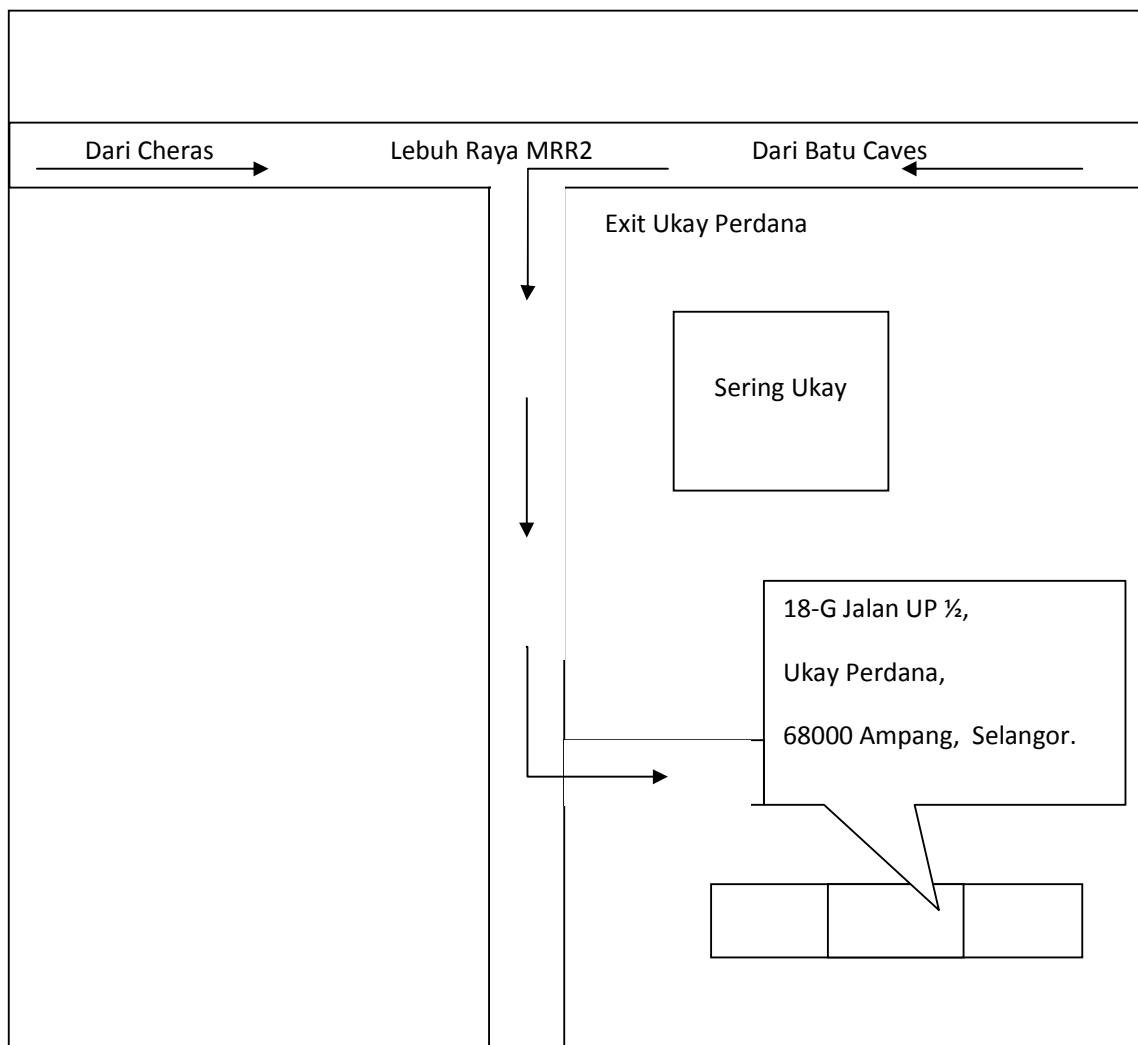 Dari Cheras
Lebuh Raya MRR2
Dari Batu Caves
Exit Ukay Perdana
Sering Ukay
18-G Jalan UP ½,
Ukay Perdana,
68000 Ampang,  Selangor.